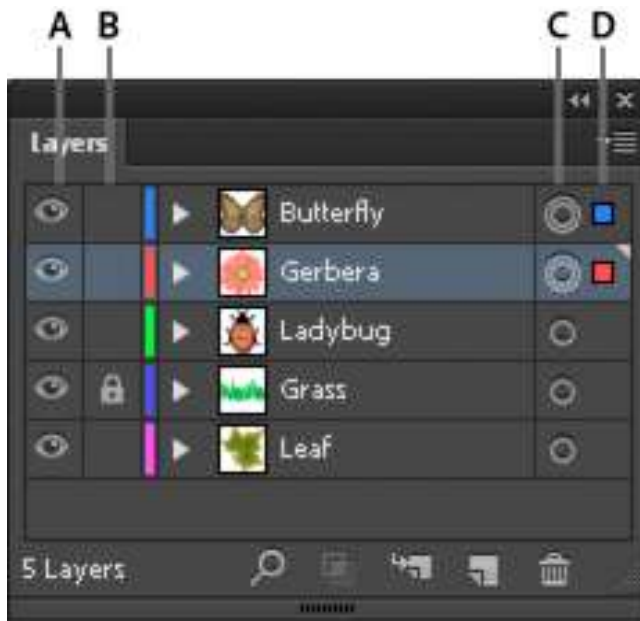 A B C D
Layers
Butterfly
Gerbera
Ladybug
Grass
Leaf
5 Layers